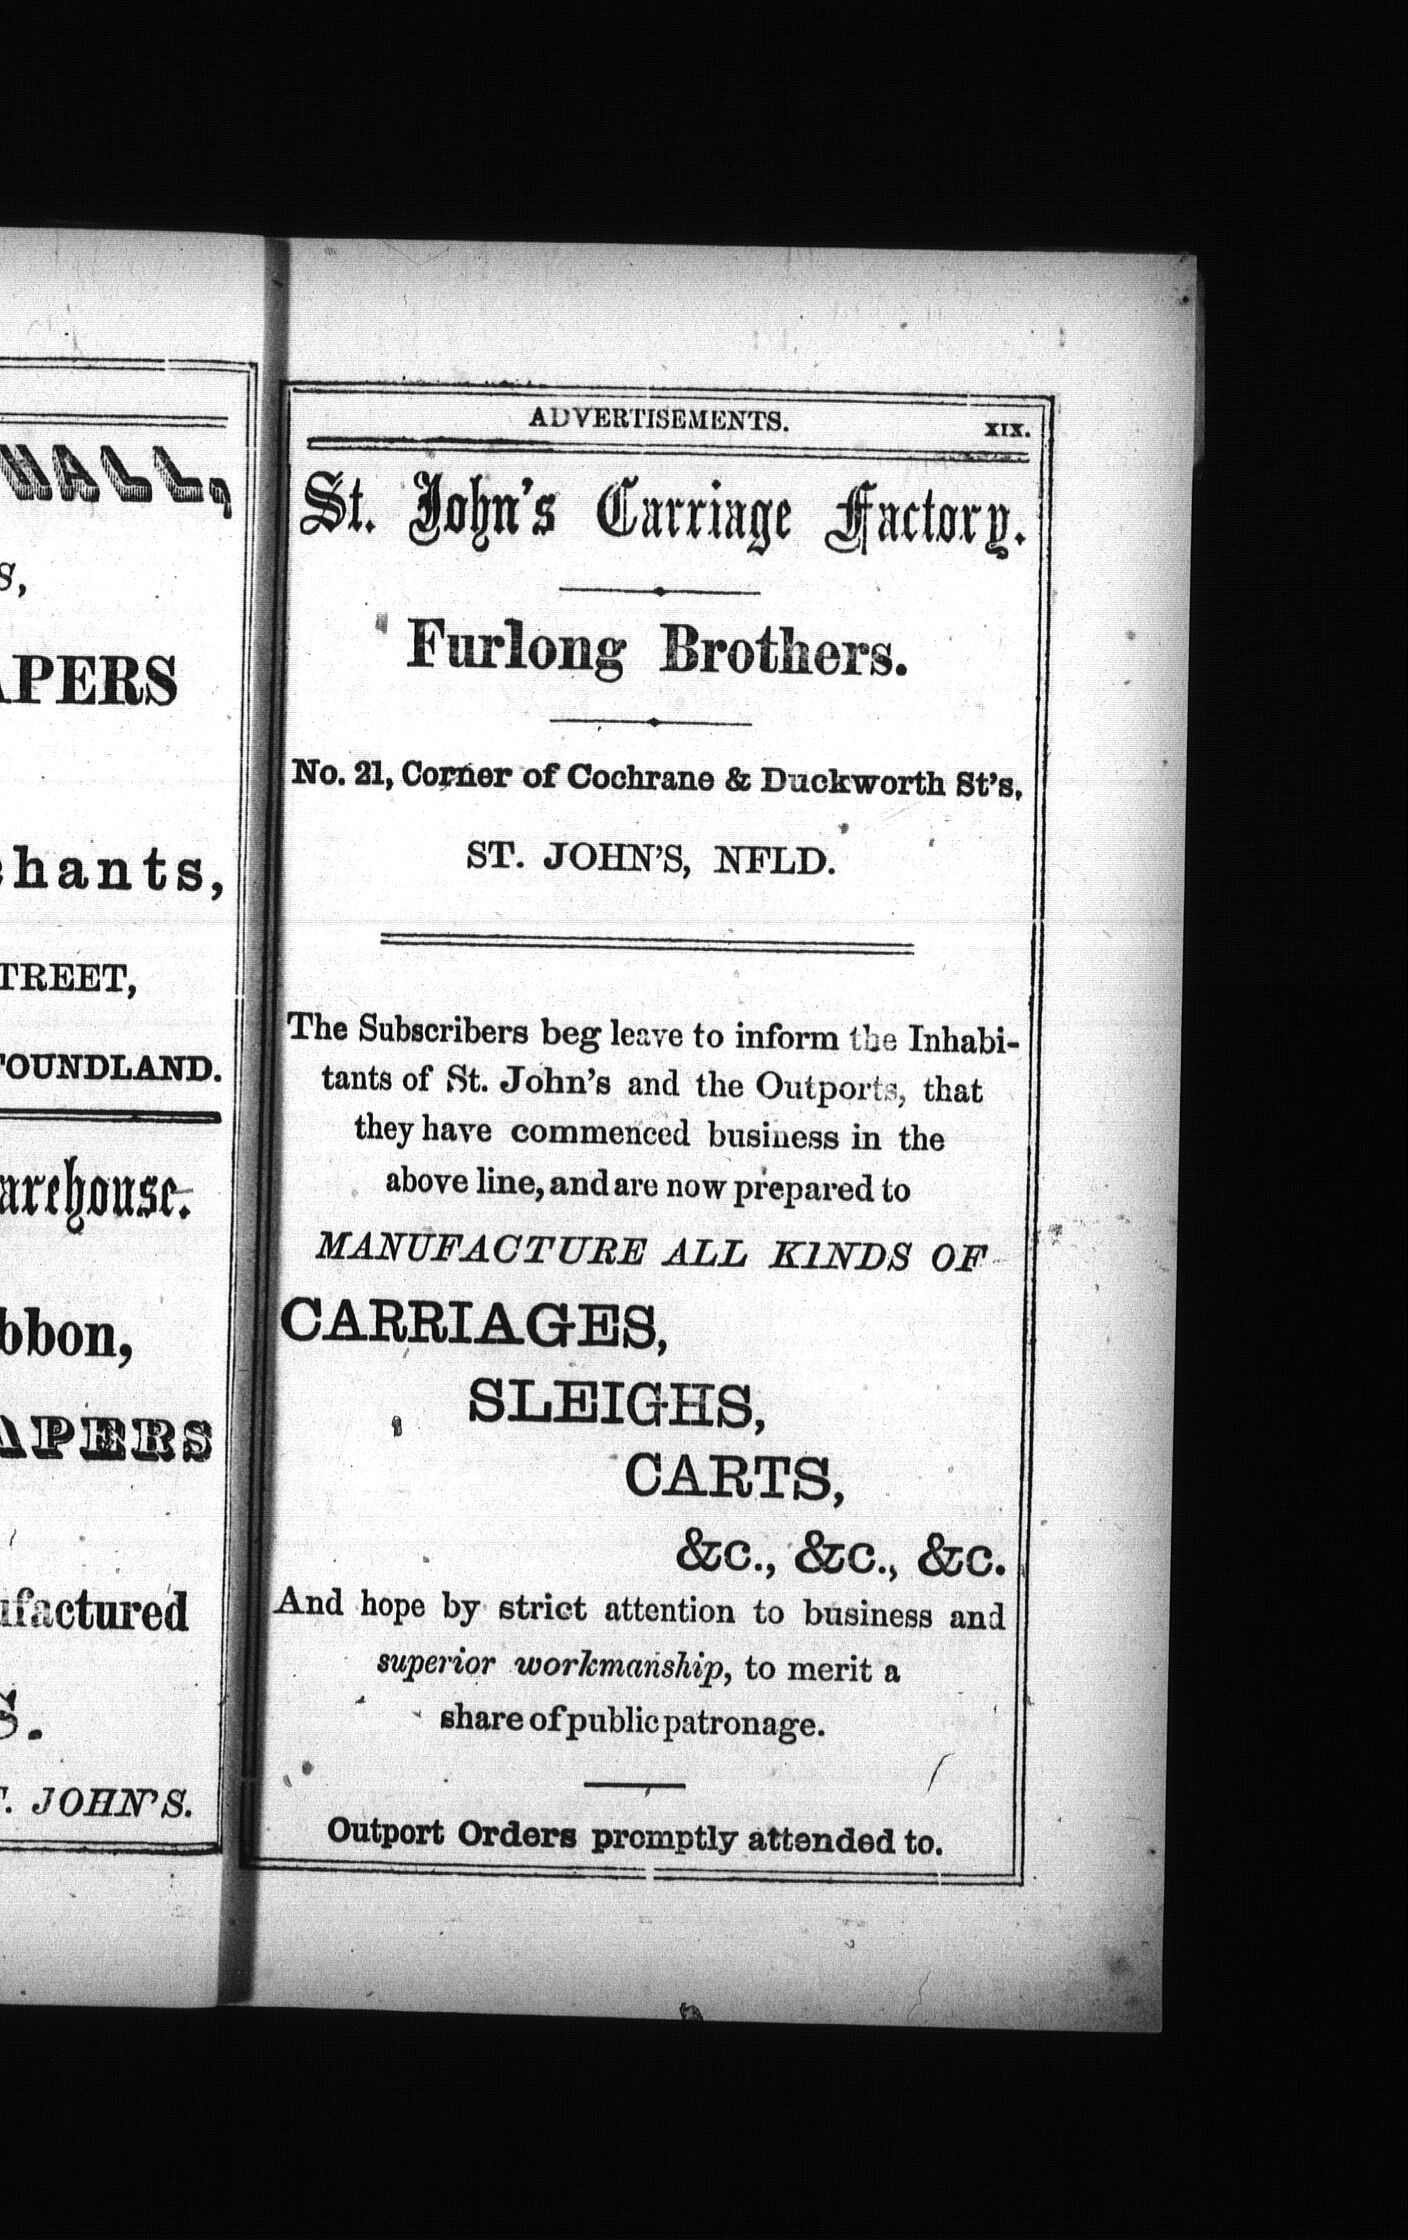 HALL,
S,
APERS
chants,
TREET,
FOUNDLAND.
arehouse.
bbon,
APERS
ufactured
S.
T. JOHN'S.
ADVERTISEMENTS. XIX.
St. John's Carriage Factory.
Furlong Brothers.
No. 21, Corner of Cochrane & Duckworth St's,
ST. JOHN'S, NFLD.
The Subscribers beg leave to inform the Inhabi-
tants of St. John's and the Outports, that
they have commenced business in the
above line, and are now prepared to
MANUFACTURE ALL KINDS OF
CARRIAGES,
SLEIGHS,
CARTS,
&c., &c., &c.
And hope by strict attention to business and
superior workmanship, to merit a
share of public patronage.
Outport Orders promptly attended to.